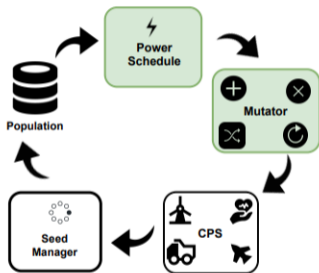 Power
Schedule
Mutator
Population
CPS
Seed
Manager